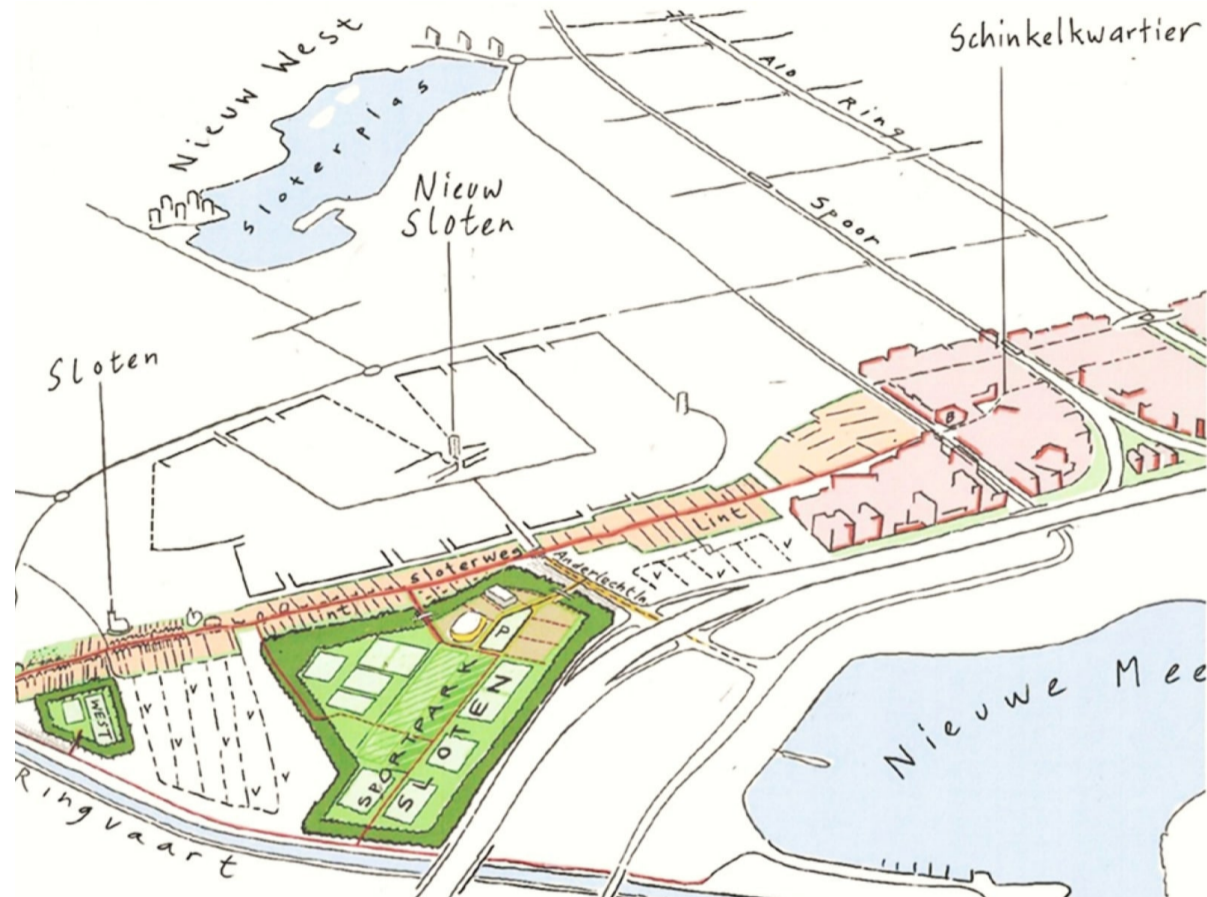 Schinkelkwartier
Nieuw West
A10 Ring
Sloterplas
Nieuw
Sloten
Spoor
Sloten
B
Lint
Sloterweg
Anderlechtln
v v v
Lint
P
WEST
v
v
v
v
SPORTPARK
SLOTEN
Nieuwe Mee
Ringvaart